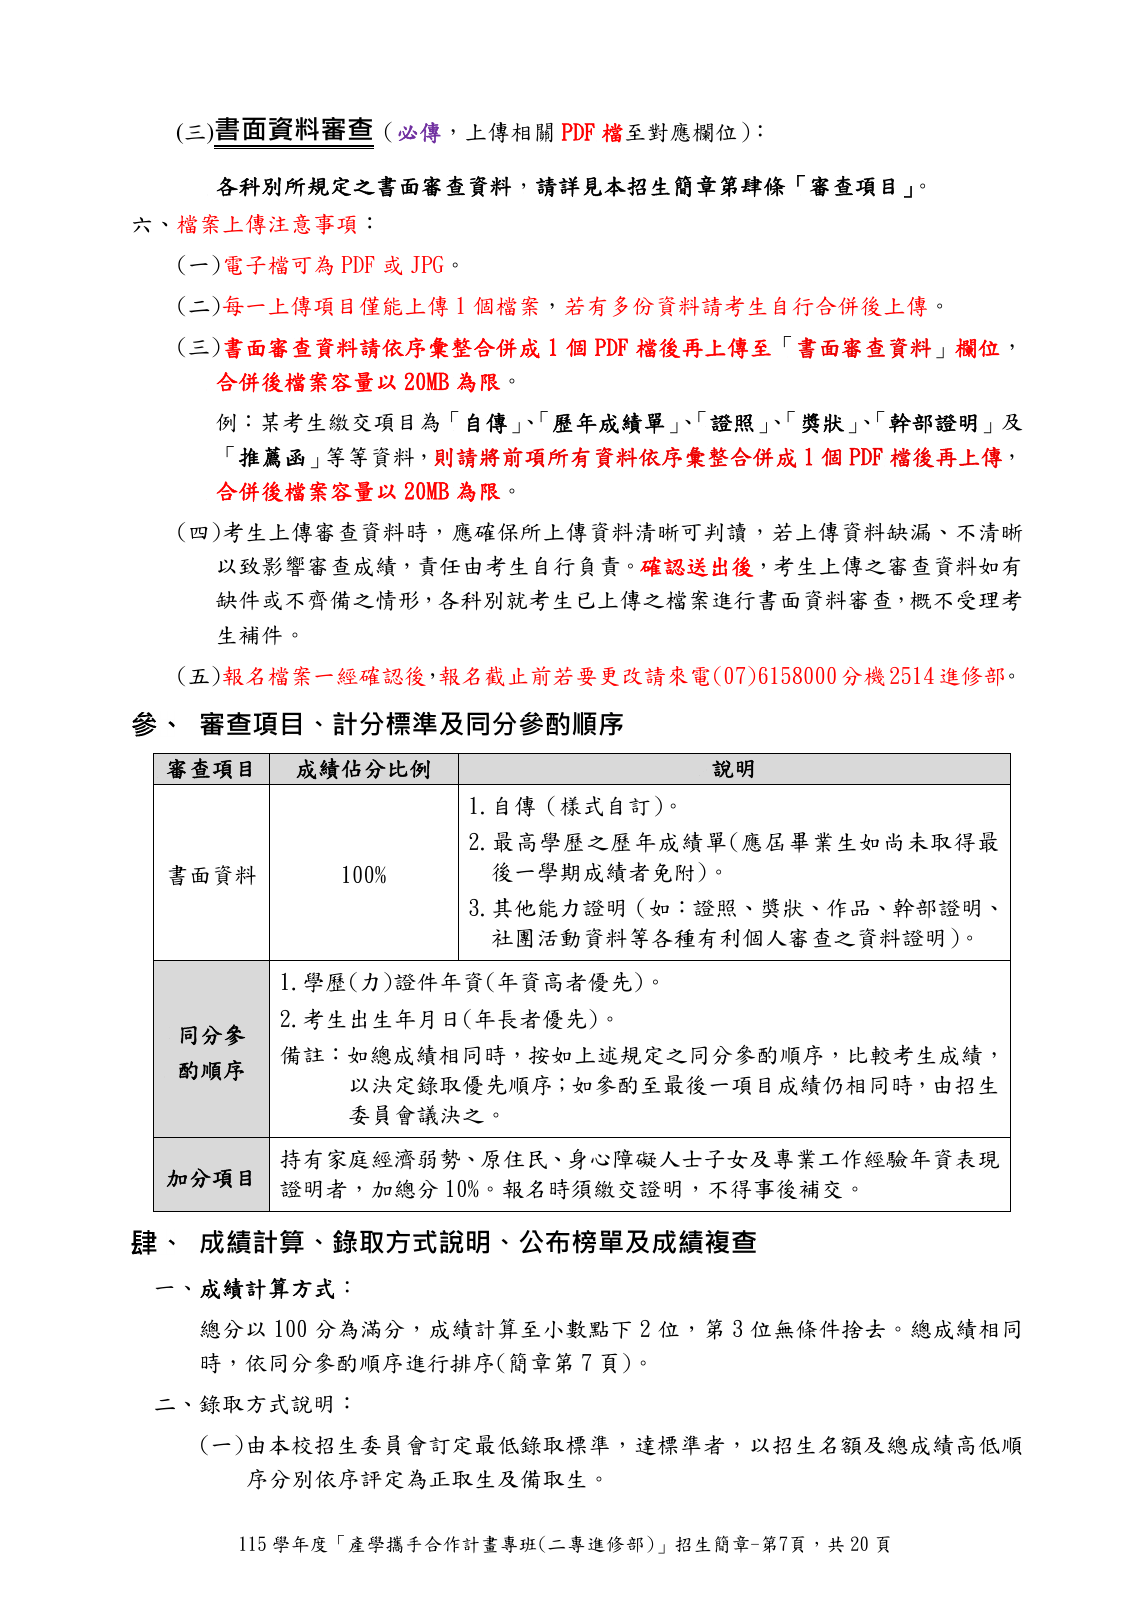 (三)書面資料審查（必傳，上傳相關 PDF 檔至對應欄位）：
各科別所規定之書面審查資料，請詳見本招生簡章第肆條「審查項目」。
六、檔案上傳注意事項：
(一)電子檔可為 PDF 或 JPG。
(二)每一上傳項目僅能上傳 1 個檔案，若有多份資料請考生自行合併後上傳。
(三)書面審查資料請依序彙整合併成 1 個 PDF 檔後再上傳至「書面審查資料」欄位，
合併後檔案容量以 20MB 為限。
例：某考生繳交項目為「自傳」、「歷年成績單」、「證照」、「獎狀」、「幹部證明」及
「推薦函」等等資料，則請將前項所有資料依序彙整合併成 1 個 PDF 檔後再上傳，
合併後檔案容量以 20MB 為限。
(四)考生上傳審查資料時，應確保所上傳資料清晰可判讀，若上傳資料缺漏、不清晰
以致影響審查成績，責任由考生自行負責。確認送出後，考生上傳之審查資料如有
缺件或不齊備之情形，各科別就考生已上傳之檔案進行書面資料審查，概不受理考
生補件。
(五)報名檔案一經確認後，報名截止前若要更改請來電(07)6158000 分機 2514 進修部。
參、 審查項目、計分標準及同分參酌順序
審查項目 成績佔分比例 說明
書面資料 100%
1.自傳（樣式自訂）。
2.最高學歷之歷年成績單(應屆畢業生如尚未取得最
後一學期成績者免附)。
3.其他能力證明（如：證照、獎狀、作品、幹部證明、
社團活動資料等各種有利個人審查之資料證明）。
同分參
酌順序
1.學歷(力)證件年資(年資高者優先)。
2.考生出生年月日(年長者優先)。
備註：如總成績相同時，按如上述規定之同分參酌順序，比較考生成績，
以決定錄取優先順序；如參酌至最後一項目成績仍相同時，由招生
委員會議決之。
加分項目
持有家庭經濟弱勢、原住民、身心障礙人士子女及專業工作經驗年資表現
證明者，加總分 10%。報名時須繳交證明，不得事後補交。
肆、 成績計算、錄取方式說明、公布榜單及成績複查
一、成績計算方式：
總分以 100 分為滿分，成績計算至小數點下 2 位，第 3 位無條件捨去。總成績相同
時，依同分參酌順序進行排序(簡章第 7 頁)。
二、錄取方式說明：
(一)由本校招生委員會訂定最低錄取標準，達標準者，以招生名額及總成績高低順
序分別依序評定為正取生及備取生。
115 學年度「產學攜手合作計畫專班(二專進修部)」招生簡章-第7頁，共 20 頁